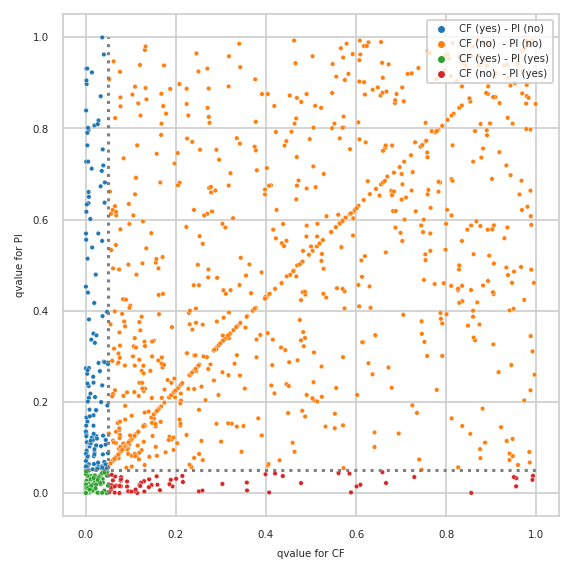 CF (yes) - PI (no)
CF (no) - PI (no)
CF (yes) - PI (yes)
CF (no) - PI (yes)
1.0
0.8
0.6
0.4
0.2
0.0
qvalue for PI
0.0 0.2 0.4 0.6 0.8 1.0
qvalue for CF